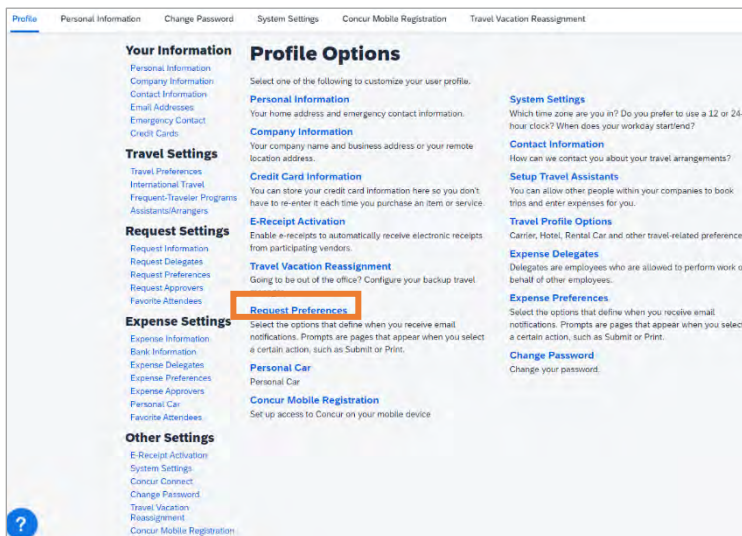 Profile Personal Information Change Password System Settings Concur Mobile Registration Travel Vacation Reassignment
Your Information
Personal Information
Company Information
Contact Information
Email Addresses
Emergency Contact
Credit Cards
Travel Settings
Travel Preferences
International Travel
Frequent-Traveler Programs
Assistants/Arrangers
Request Settings
Request Information
Request Delegates
Request Preferences
Request Approvers
Favorite Attendees
Expense Settings
Expense Information
Bank Information
Expense Delegates
Expense Preferences
Expense Approvers
Personal Car
Favorite Attendees
Other Settings
E-Receipt Activation
System Settings
Concur Connect
Change Password
Travel Vacation
Reassignment
Concur Mobile Registration
Profile Options
Select one of the following to customize your user profile.
Personal Information
Your home address and emergency contact information.
Company Information
Your company name and business address or your remote
location address.
Credit Card Information
You can store your credit card information here so you don't
have to re-enter it each time you purchase an item or service.
E-Receipt Activation
Enable e-receipts to automatically receive electronic receipts
from participating vendors.
Travel Vacation Reassignment
Going to be out of the office? Configure your backup travel
Request Preferences
Select the options that define when you receive email
notifications. Prompts are pages that appear when you select
a certain action, such as Submit or Print.
Personal Car
Personal Car
Concur Mobile Registration
Set up access to Concur on your mobile device
System Settings
Which time zone are you in? Do you prefer to use a 12 or 24-
hour clock? When does your workday start/end?
Contact Information
How can we contact you about your travel arrangements?
Setup Travel Assistants
You can allow other people within your companies to book
trips and enter expenses for you.
Travel Profile Options
Carrier, Hotel, Rental Car and other travel-related preference
Expense Delegates
Delegates are employees who are allowed to perform work o
behalf of other employees.
Expense Preferences
Select the options that define when you receive email
notifications. Prompts are pages that appear when you selec
a certain action, such as Submit or Print.
Change Password
Change your password.
?